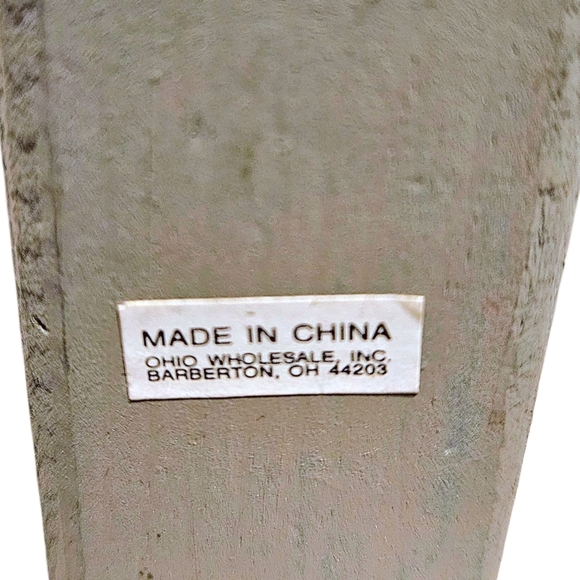 MADE IN CHINA
OHIO WHOLESALE, INC.
BARBERTON, OH 44203